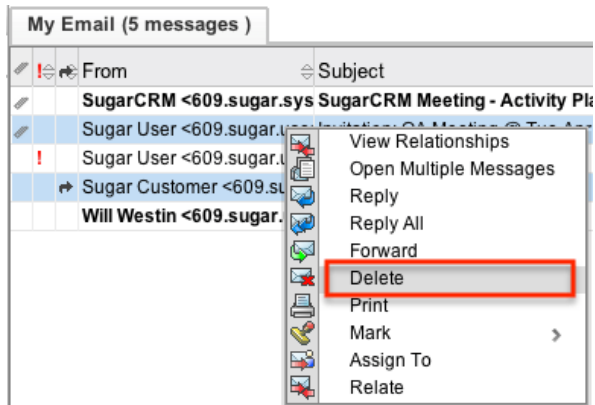 My Email (5 messages )
! From Subject
SugarCRM <609.sugar.sys SugarCRM Meeting - Activity Pla
Sugar User <609.sugar.
! Sugar User <609.sugar.
Sugar Customer <609.su
Will Westin <609.sugar.
View Relationships
Open Multiple Messages
Reply
Reply All
Forward
Delete
Print
Mark
Assign To
Relate